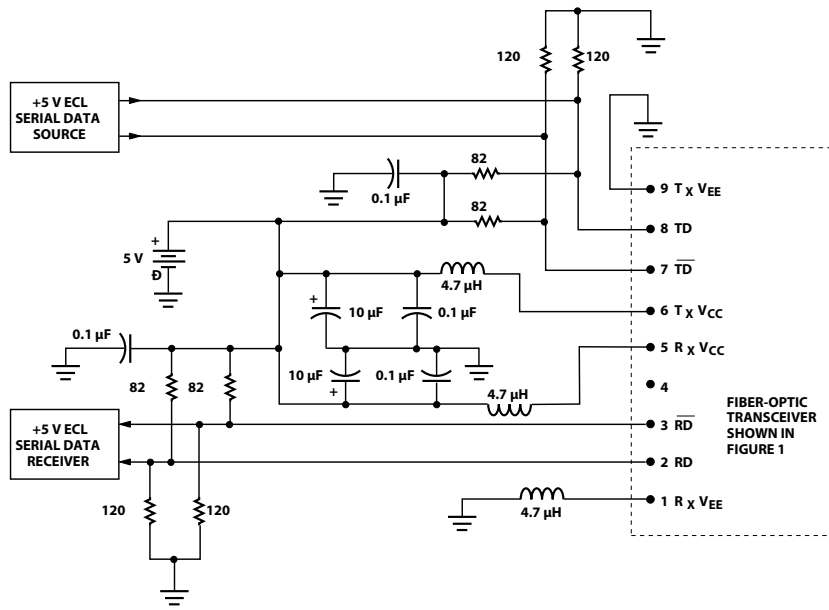 120
120
+5 V ECL
SERIAL DATA
SOURCE
82
0.1 µF
82
9 TX VEE
8 TD
7 TD
6 TX VCC
5 RX VCC
4
3 RD
2 RD
1 RX VEE
+
5 V
Đ
4.7 µH
+
10 µF
0.1 µF
0.1 µF
82
82
10 µF
+
0.1 µF
4.7 µH
FIBER-OPTIC
TRANSCEIVER
SHOWN IN
FIGURE 1
+5 V ECL
SERIAL DATA
RECEIVER
120
120
4.7 µH